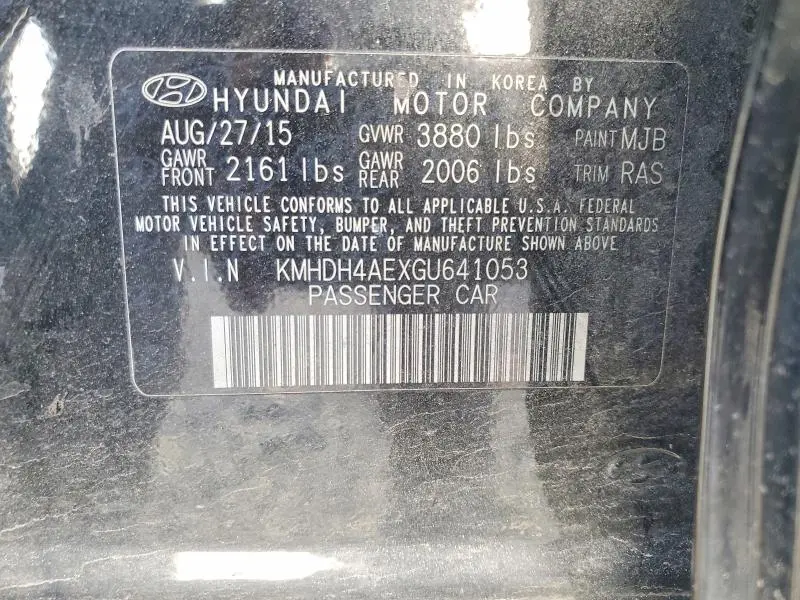 MANUFACTURED IN KOREA BY
HYUNDAI MOTOR COMPANY
AUG/27/15 GVWR 3880 lbs PAINT MJB
GAWR FRONT 2161 lbs GAWR REAR 2006 lbs TRIM RAS
THIS VEHICLE CONFORMS TO ALL APPLICABLE U.S.A. FEDERAL
MOTOR VEHICLE SAFETY, BUMPER, AND THEFT PREVENTION STANDARDS
IN EFFECT ON THE DATE OF MANUFACTURE SHOWN ABOVE
V.I.N KMHDH4AEXGU641053
PASSENGER CAR